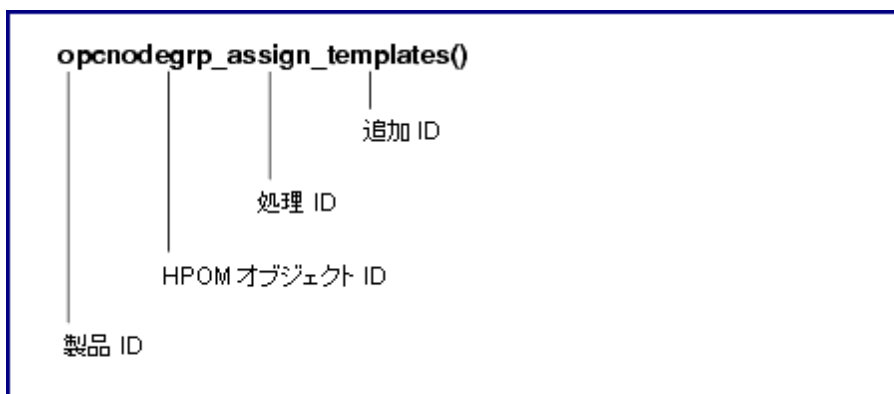 opcnodegrp_assign_templates()
追加 ID
処理 ID
HPOM オブジェクト ID
製品 ID